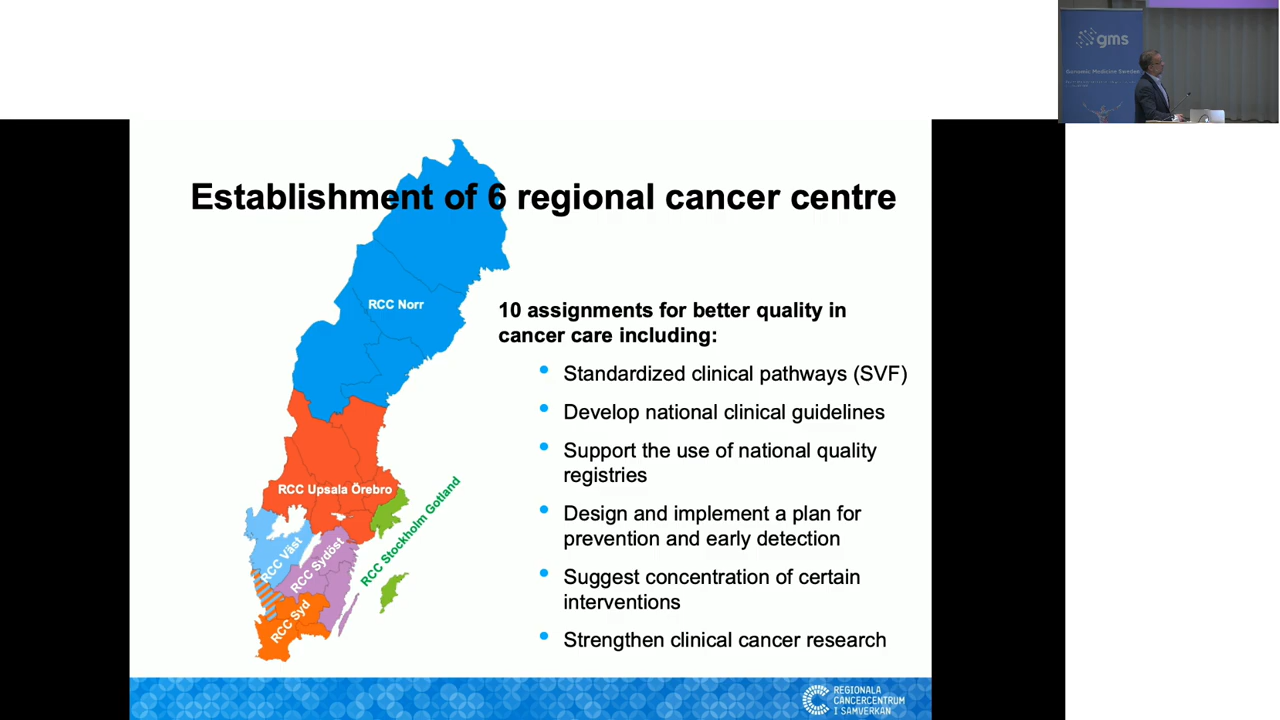 gms
Genomic Medicine Sweden
Establishment of 6 regional cancer centre
RCC Norr
10 assignments for better quality in
cancer care including:
Standardized clinical pathways (SVF)
Develop national clinical guidelines
Support the use of national quality
registries
RCC Upsala Örebro
RCC Stockholm Gotland
Design and implement a plan for
prevention and early detection
RCC Väst
RCC Sydöst
Suggest concentration of certain
interventions
RCC Syd
Strengthen clinical cancer research
REGIONALA
CANCERCENTRUM
I SAMVERKAN